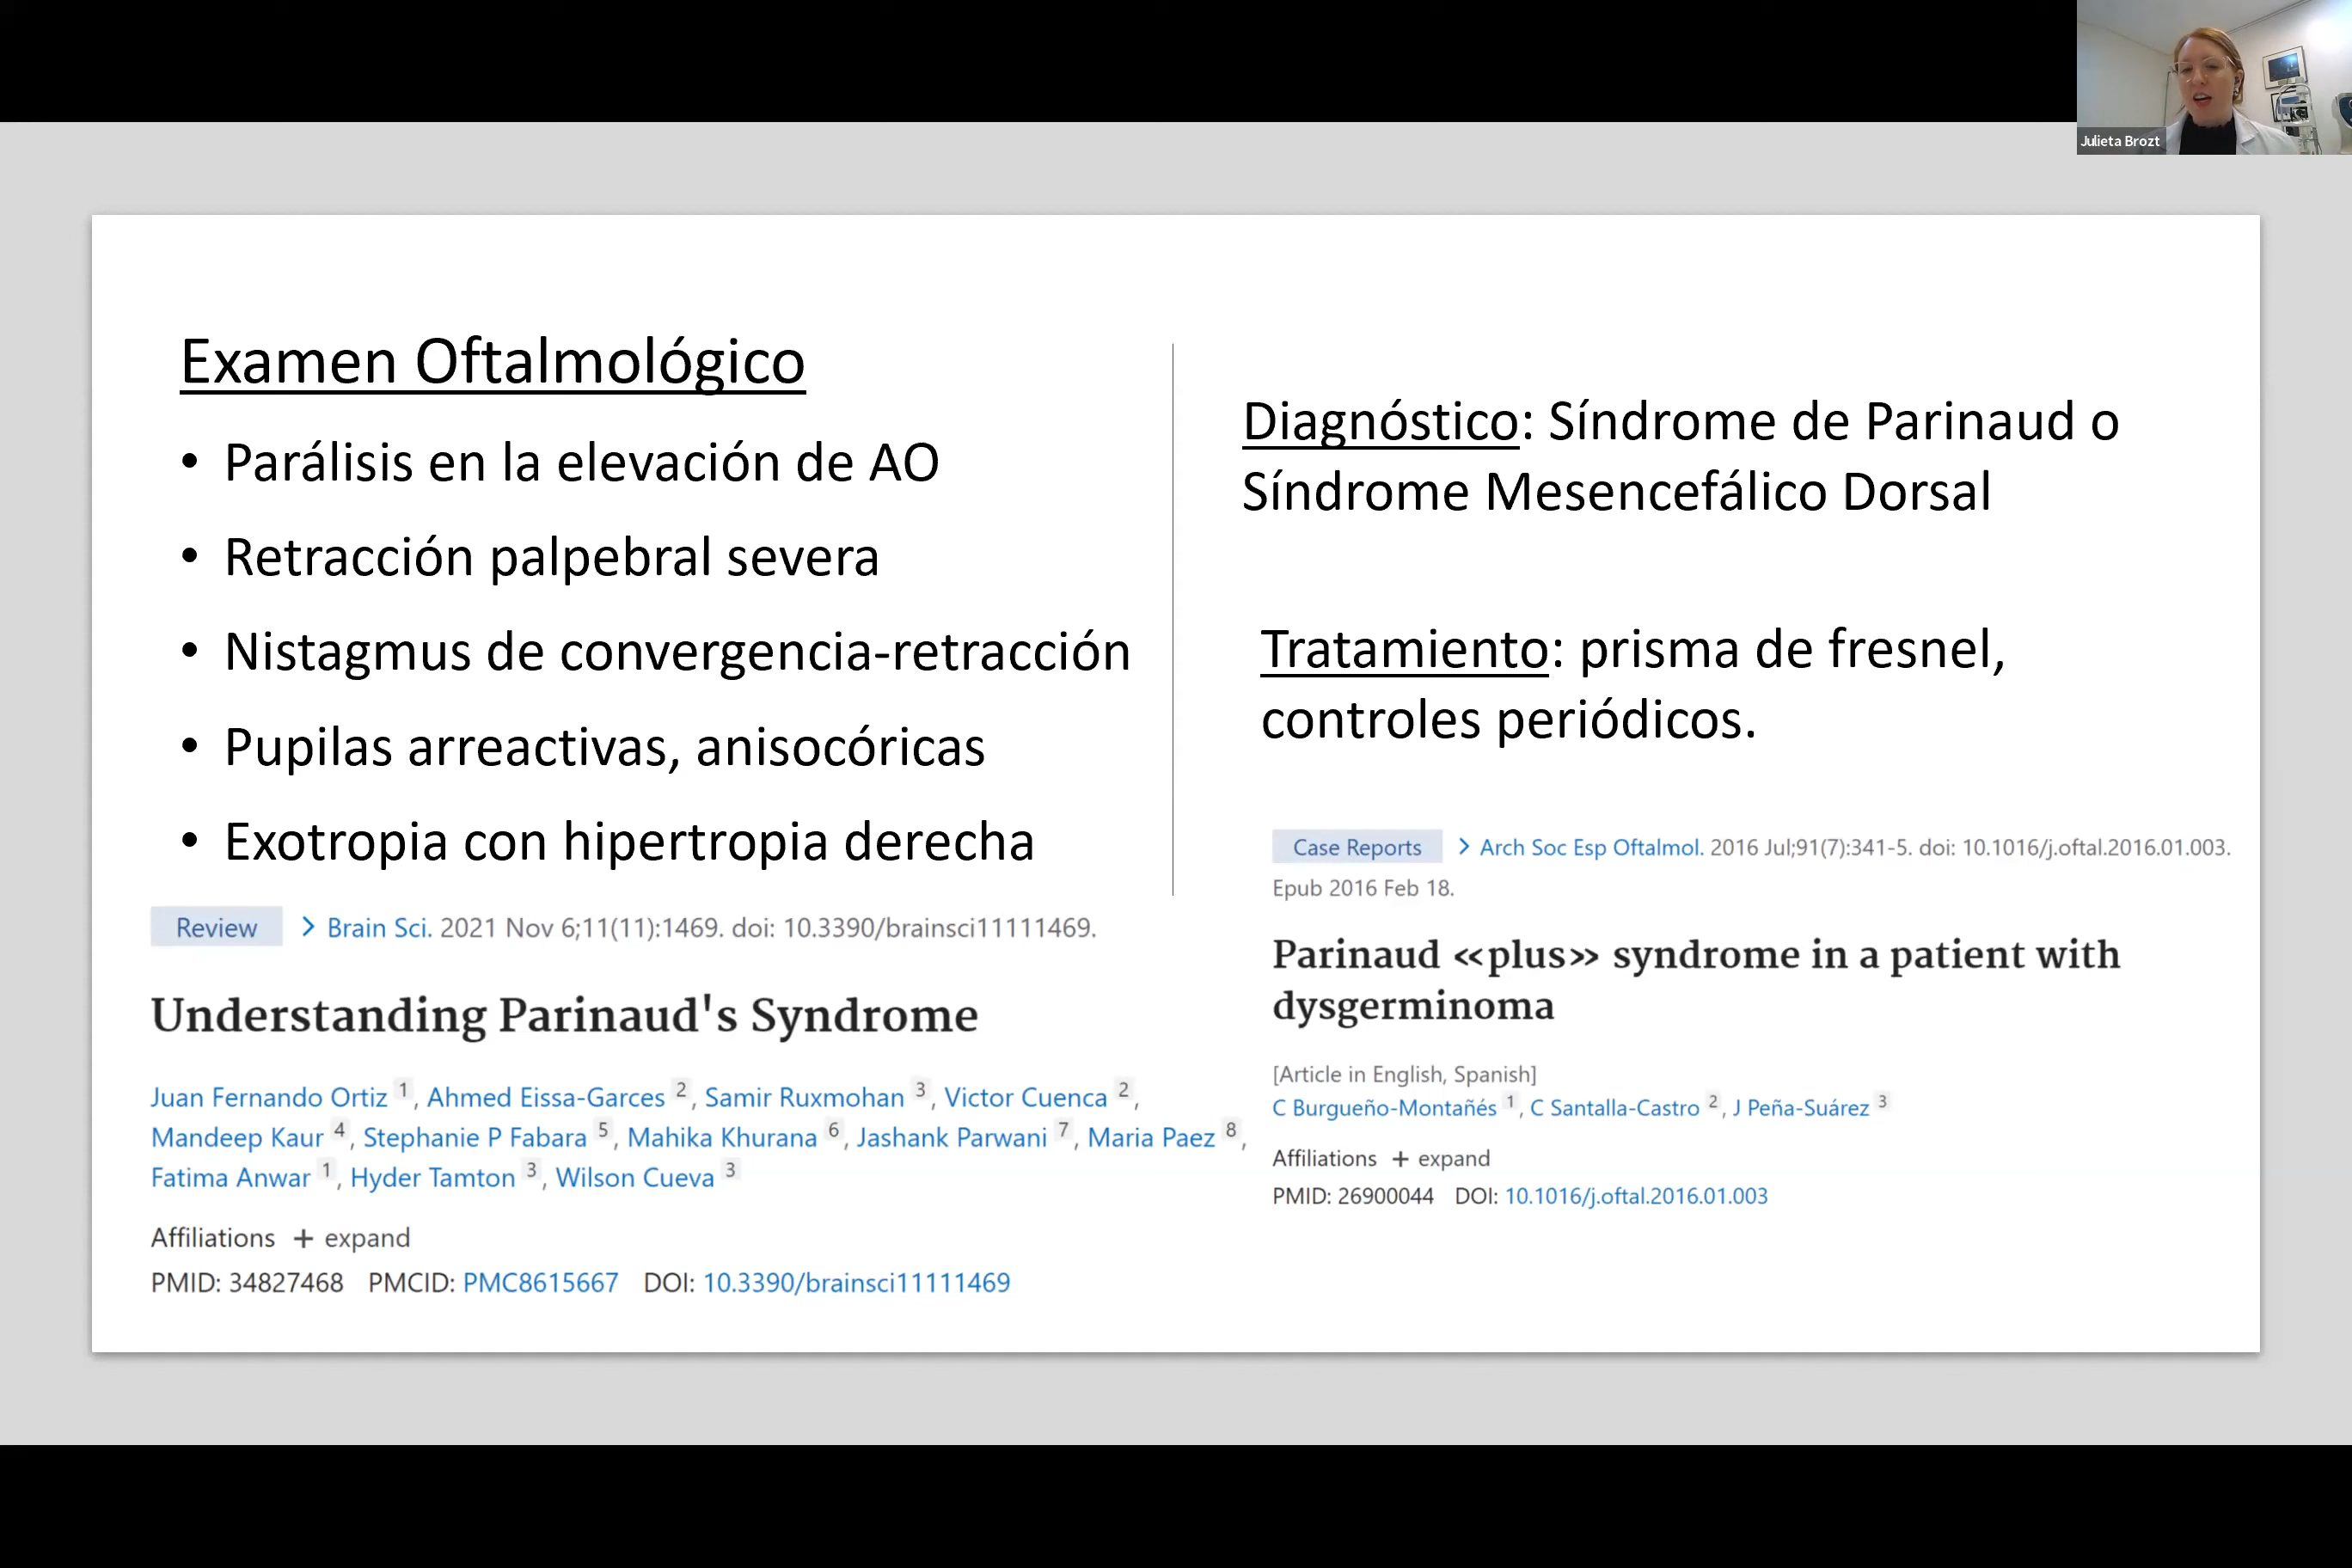 Julieta Brozt
Examen Oftalmológico
• Parálisis en la elevación de AO
• Retracción palpebral severa
• Nistagmus de convergencia-retracción
• Pupilas arreactivas, anisocóricas
• Exotropia con hipertropia derecha
Review > Brain Sci. 2021 Nov 6;11(11):1469. doi: 10.3390/brainsci11111469.
Understanding Parinaud's Syndrome
Juan Fernando Ortiz 1, Ahmed Eissa-Garces 2, Samir Ruxmohan 3, Victor Cuenca 2,
Mandeep Kaur 4, Stephanie P Fabara 5, Mahika Khurana 6, Jashank Parwani 7, Maria Paez 8,
Fatima Anwar 1, Hyder Tamton 3, Wilson Cueva 3
Affiliations + expand
PMID: 34827468 PMCID: PMC8615667 DOI: 10.3390/brainsci11111469
Diagnóstico: Síndrome de Parinaud o
Síndrome Mesencefálico Dorsal
Tratamiento: prisma de fresnel,
controles periódicos.
Case Reports > Arch Soc Esp Oftalmol. 2016 Jul;91(7):341-5. doi: 10.1016/j.oftal.2016.01.003.
Epub 2016 Feb 18.
Parinaud «plus» syndrome in a patient with
dysgerminoma
[Article in English, Spanish]
C Burgueño-Montañés 1, C Santalla-Castro 2, J Peña-Suárez 3
Affiliations + expand
PMID: 26900044 DOI: 10.1016/j.oftal.2016.01.003